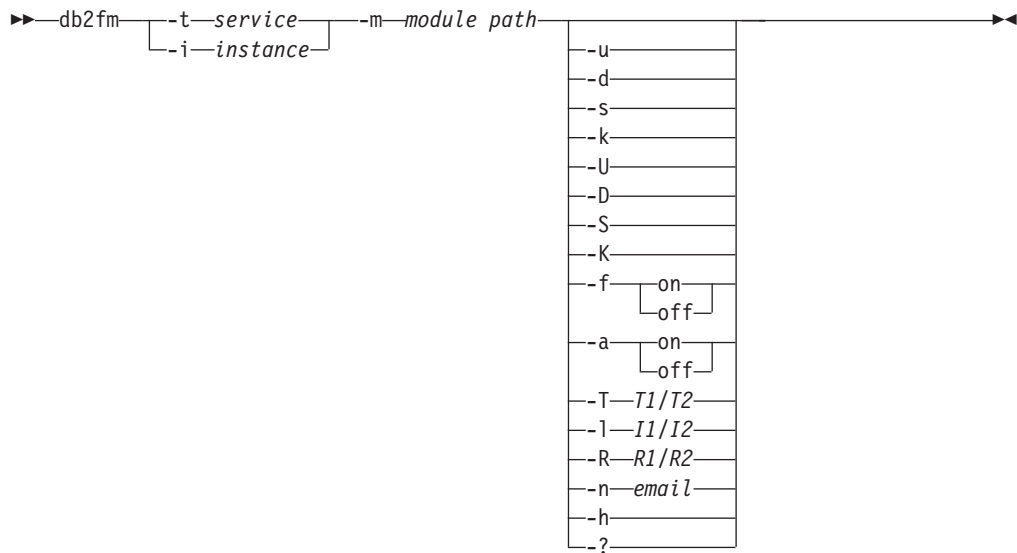 db2fm -t service -m module path
-i instance
-u
-d
-s
-k
-U
-D
-S
-K
-f on
off
-a on
off
-T T1/T2
-l I1/I2
-R R1/R2
-n email
-h
-?